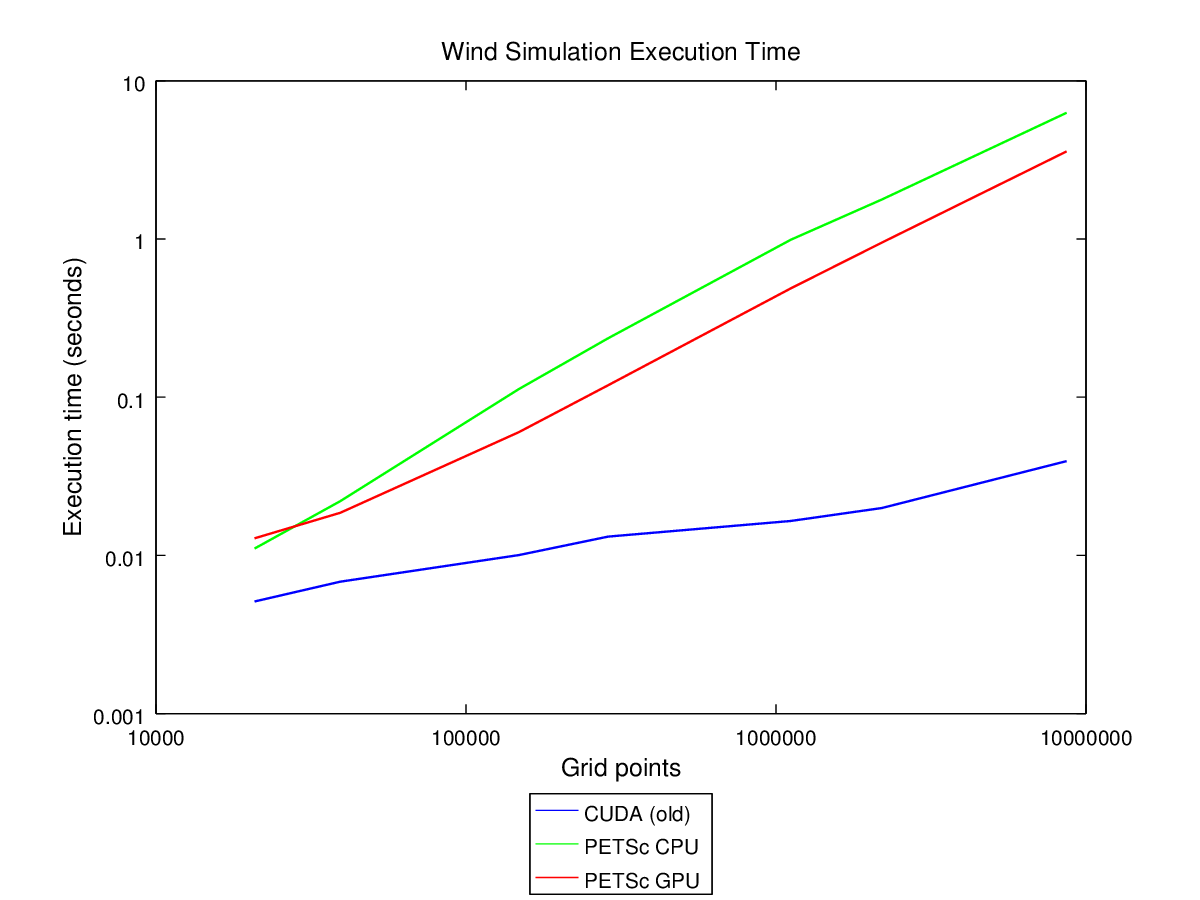 Wind Simulation Execution Time
10
1
0.1
0.01
0.001
Execution time (seconds)
10000 100000 1000000 10000000
Grid points
CUDA (old)
PETSc CPU
PETSc GPU